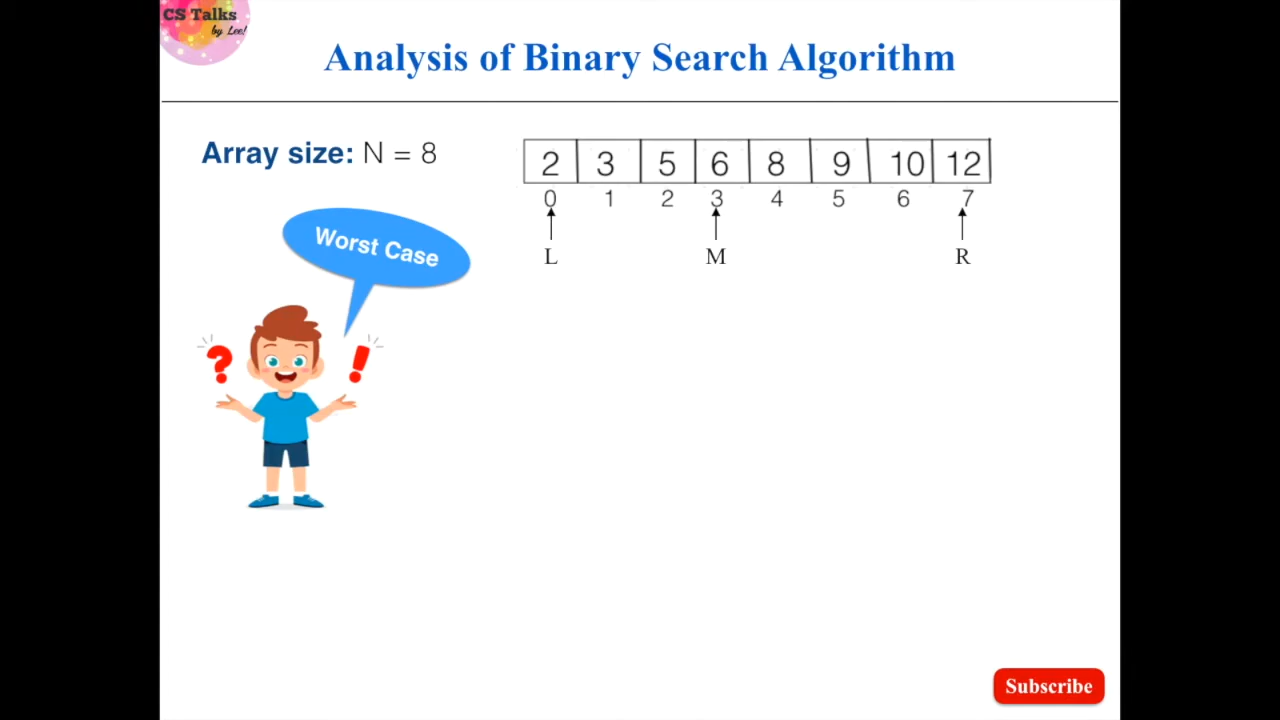 CS Talks
by Lee!
Analysis of Binary Search Algorithm
Array size: N = 8
2 3 5 6 8 9 10 12
0 1 2 3 4 5 6 7
L M R
Worst Case
? !
Subscribe